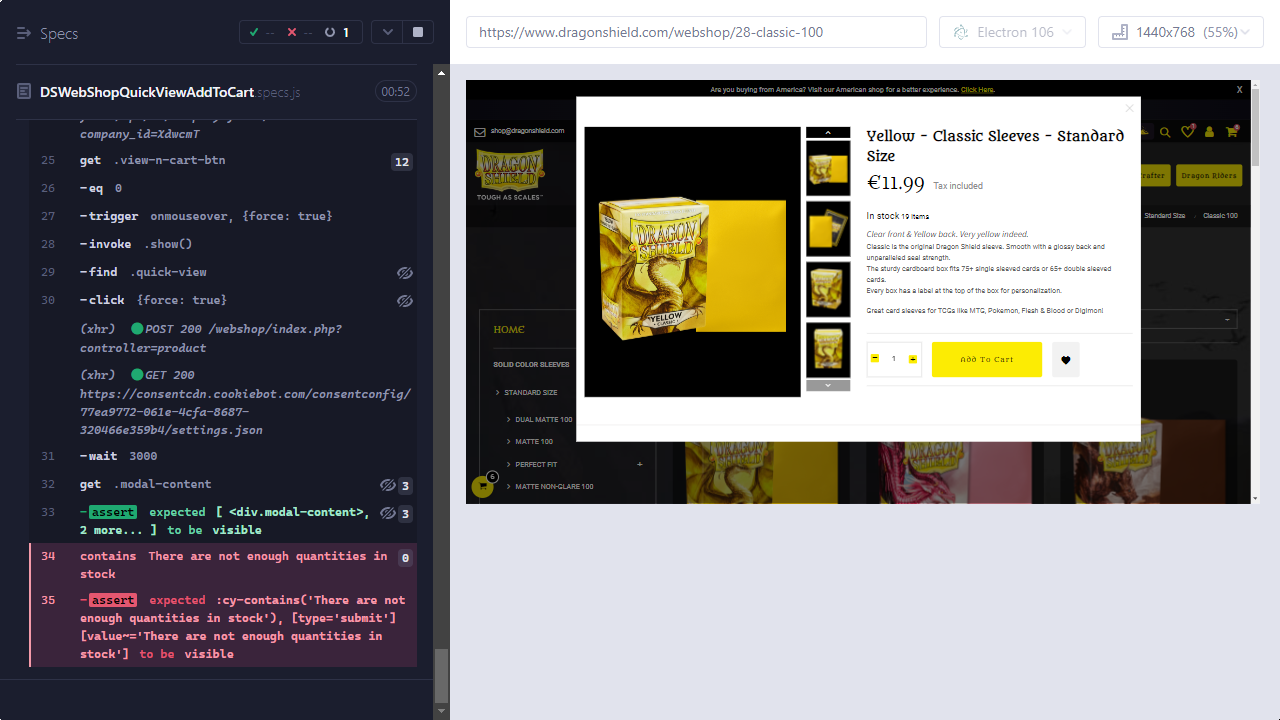 Specs
-- -- 1
DSWebShopQuickViewAddToCart.specs.js 00:52
company_id=XdwcmT
25 get .view-n-cart-btn 12
26 -eq 0
27 -trigger onmouseover, {force: true}
28 -invoke .show()
29 -find .quick-view
30 -click {force: true}
(xhr) POST 200 /webshop/index.php?
controller=product
(xhr) GET 200
https://consentcdn.cookiebot.com/consentconfig/
77ea9772-061e-4cfa-8687-
320466e359b4/settings.json
31 -wait 3000
32 get .modal-content 3
33 -assert expected [ <div.modal-content>, 3
2 more... ] to be visible
34 contains There are not enough quantities in 0
stock
35 -assert expected :cy-contains('There are not
enough quantities in stock'), [type='submit']
[value~='There are not enough quantities in
stock'] to be visible
https://www.dragonshield.com/webshop/28-classic-100
Electron 106
1440x768 (55%)
Are you buying from America? Visit our American shop for a better experience. Click Here. X
shop@dragonshield.com
DRAGON
SHIELD
TOUGH AS SCALES™
Dragon Riders
Standard Size / Classic 100
HOME
SOLID COLOR SLEEVES
STANDARD SIZE
DUAL MATTE 100
MATTE 100
PERFECT FIT +
MATTE NON-GLARE 100
6
DRAGON
SHIELD
YELLOW
CLASSIC
Yellow - Classic Sleeves - Standard
Size
€11.99 Tax included
In stock 19 Items
Clear front & Yellow back. Very yellow indeed.
Classic is the original Dragon Shield sleeve. Smooth with a glossy back and
unparalleled seal strength.
The sturdy cardboard box fits 75+ single sleeved cards or 65+ double sleeved
cards.
Every box has a label at the top of the box for personalization.
Great card sleeves for TCGs like MTG, Pokemon, Flesh & Blood or Digimon!
- 1 + Add To Cart